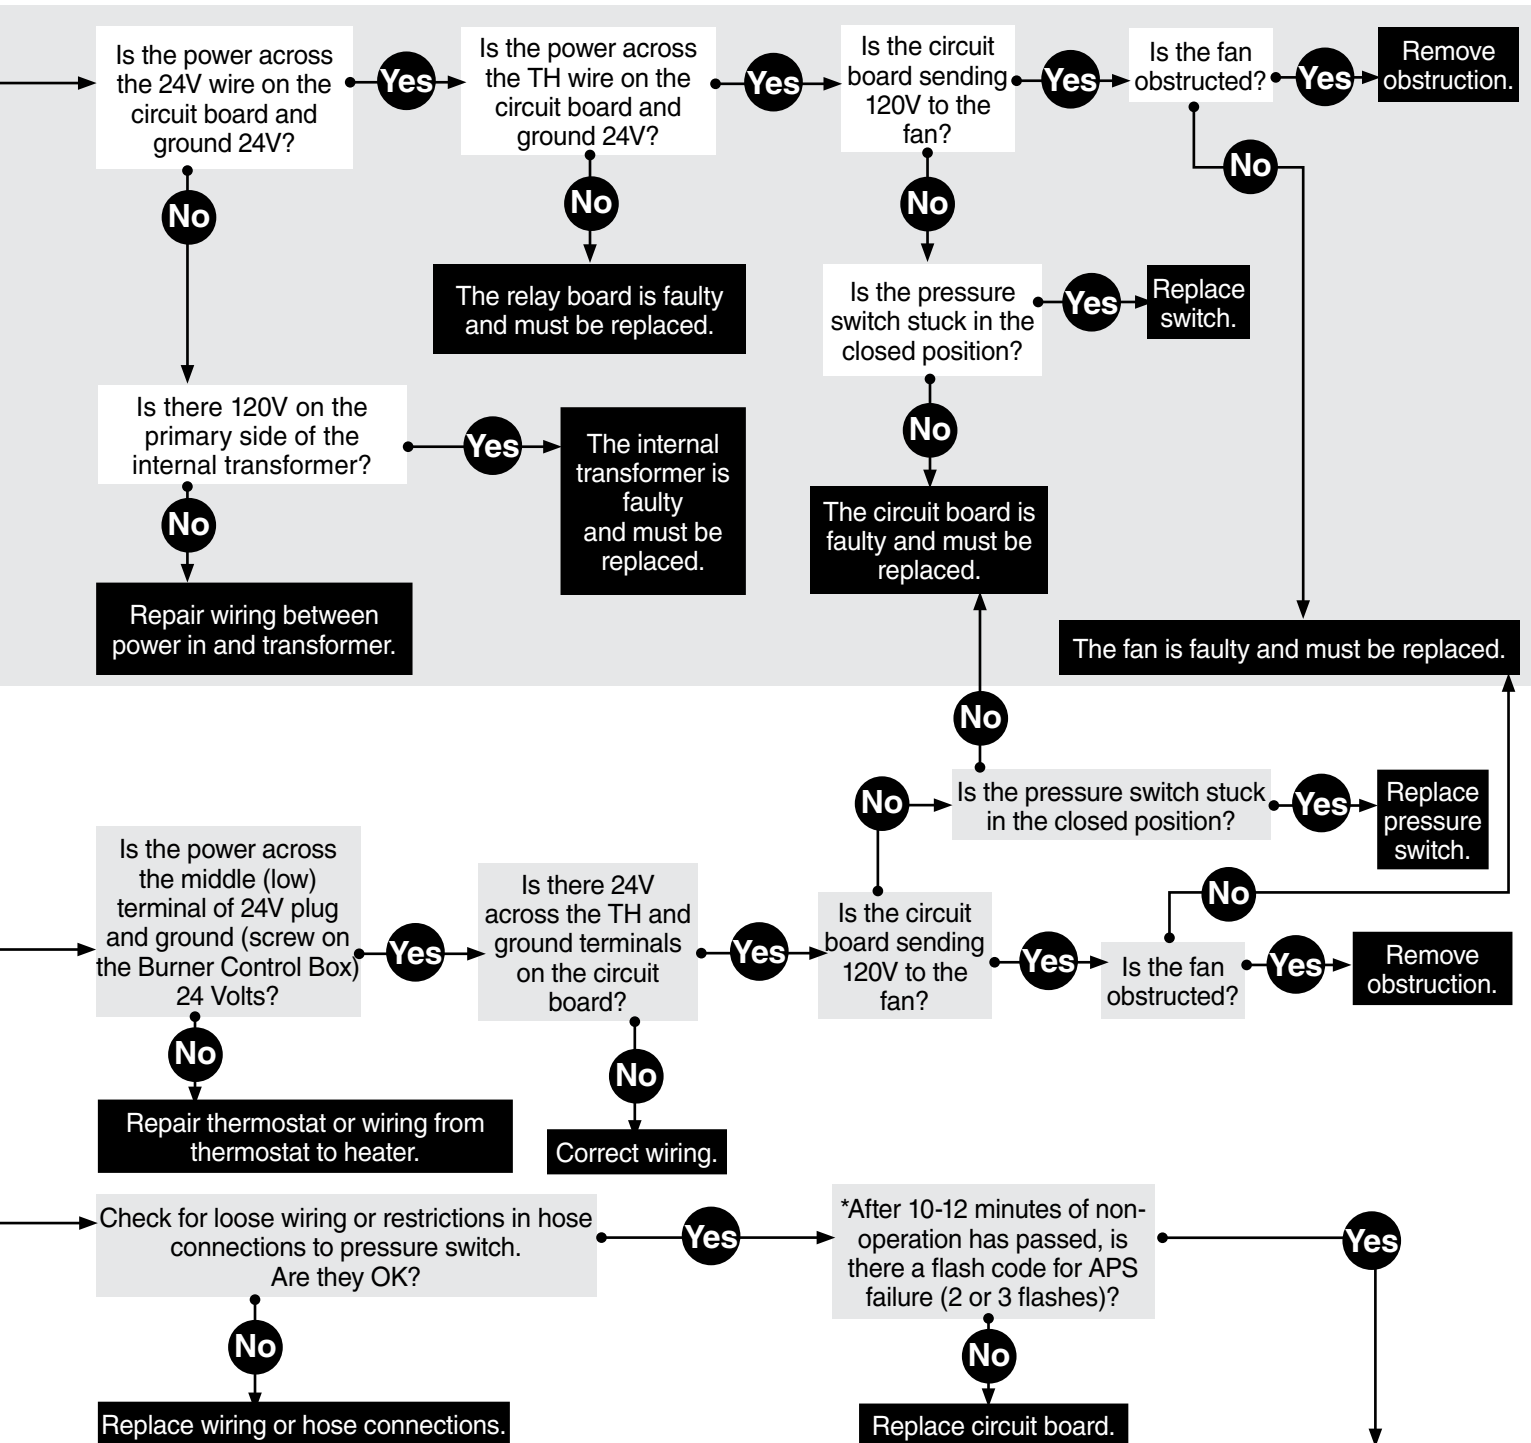 Is the power across
the 24V wire on the
circuit board and
ground 24V?
Yes
Is the power across
the TH wire on the
circuit board and
ground 24V?
Yes
Is the circuit
board sending
120V to the
fan?
Yes
Is the fan
obstructed?
Yes
Remove
obstruction.
No
No
No
No
The relay board is faulty
and must be replaced.
Is the pressure
switch stuck in the
closed position?
Yes
Replace
switch.
Is there 120V on the
primary side of the
internal transformer?
Yes
The internal
transformer is
faulty
and must be
replaced.
No
No
The circuit board is
faulty and must be
replaced.
Repair wiring between
power in and transformer.
The fan is faulty and must be replaced.
No
Is the pressure switch stuck
in the closed position?
No
Yes
Replace
pressure
switch.
Is the power across
the middle (low)
terminal of 24V plug
and ground (screw on
the Burner Control Box)
24 Volts?
Yes
Is there 24V
across the TH and
ground terminals
on the circuit
board?
Yes
Is the circuit
board sending
120V to the
fan?
Yes
Is the fan
obstructed?
No
Yes
Remove
obstruction.
No
No
Repair thermostat or wiring from
thermostat to heater.
Correct wiring.
Check for loose wiring or restrictions in hose
connections to pressure switch.
Are they OK?
Yes
*After 10-12 minutes of non-
operation has passed, is
there a flash code for APS
failure (2 or 3 flashes)?
Yes
No
No
Replace wiring or hose connections.
Replace circuit board.